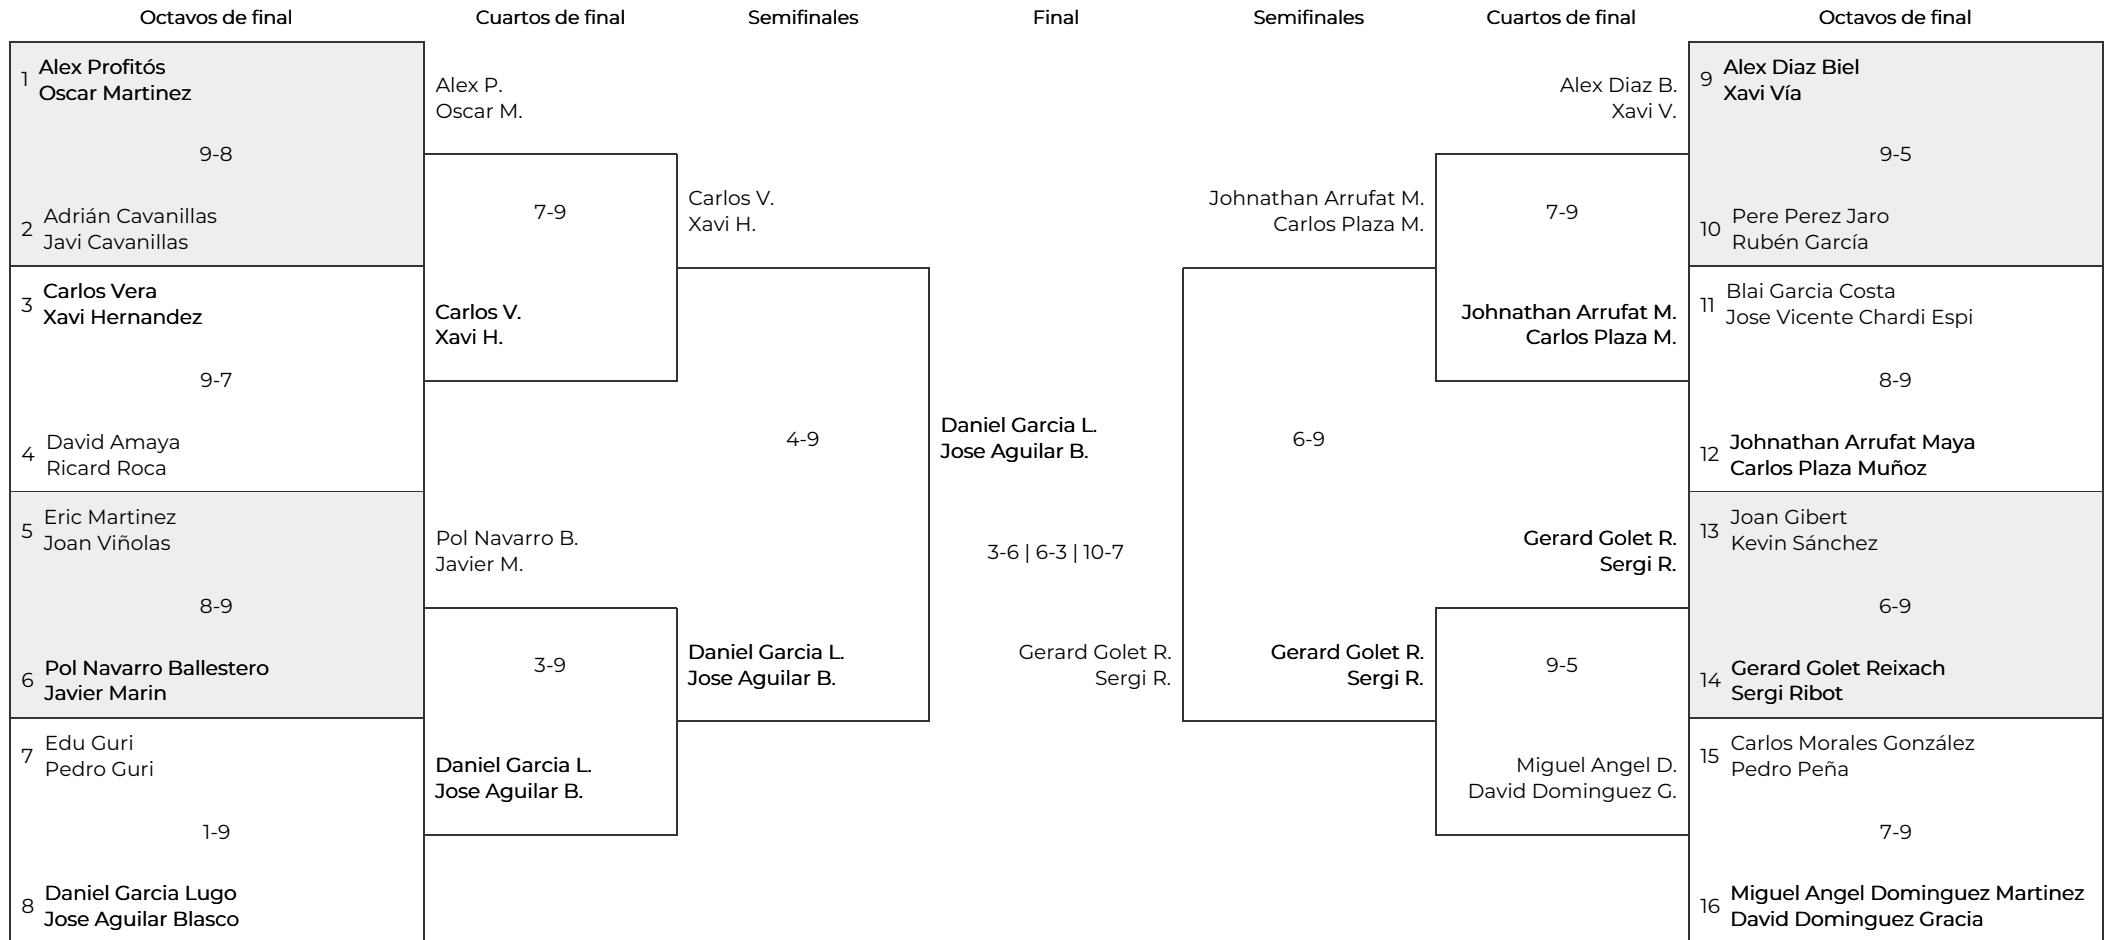 Octavos de final
Cuartos de final
Semifinales
Final
Semifinales
Cuartos de final
Octavos de final
1
Alex Profitós
Oscar Martinez
9-8
2
Adrián Cavanillas
Javi Cavanillas
3
Carlos Vera
Xavi Hernandez
9-7
4
David Amaya
Ricard Roca
5
Eric Martinez
Joan Viñolas
8-9
6
Pol Navarro Ballestero
Javier Marin
7
Edu Guri
Pedro Guri
1-9
8
Daniel Garcia Lugo
Jose Aguilar Blasco
Alex P.
Oscar M.
7-9
Carlos V.
Xavi H.
Pol Navarro B.
Javier M.
3-9
Daniel Garcia L.
Jose Aguilar B.
Carlos V.
Xavi H.
4-9
Daniel Garcia L.
Jose Aguilar B.
Daniel Garcia L.
Jose Aguilar B.
3-6 | 6-3 | 10-7
Gerard Golet R.
Sergi R.
Johnathan Arrufat M.
Carlos Plaza M.
6-9
Gerard Golet R.
Sergi R.
Alex Diaz B.
Xavi V.
7-9
Johnathan Arrufat M.
Carlos Plaza M.
Gerard Golet R.
Sergi R.
9-5
Miguel Angel D.
David Dominguez G.
9
Alex Diaz Biel
Xavi Vía
9-5
10
Pere Perez Jaro
Rubén García
11
Blai Garcia Costa
Jose Vicente Chardi Espi
8-9
12
Johnathan Arrufat Maya
Carlos Plaza Muñoz
13
Joan Gibert
Kevin Sánchez
6-9
14
Gerard Golet Reixach
Sergi Ribot
15
Carlos Morales González
Pedro Peña
7-9
16
Miguel Angel Dominguez Martinez
David Dominguez Gracia